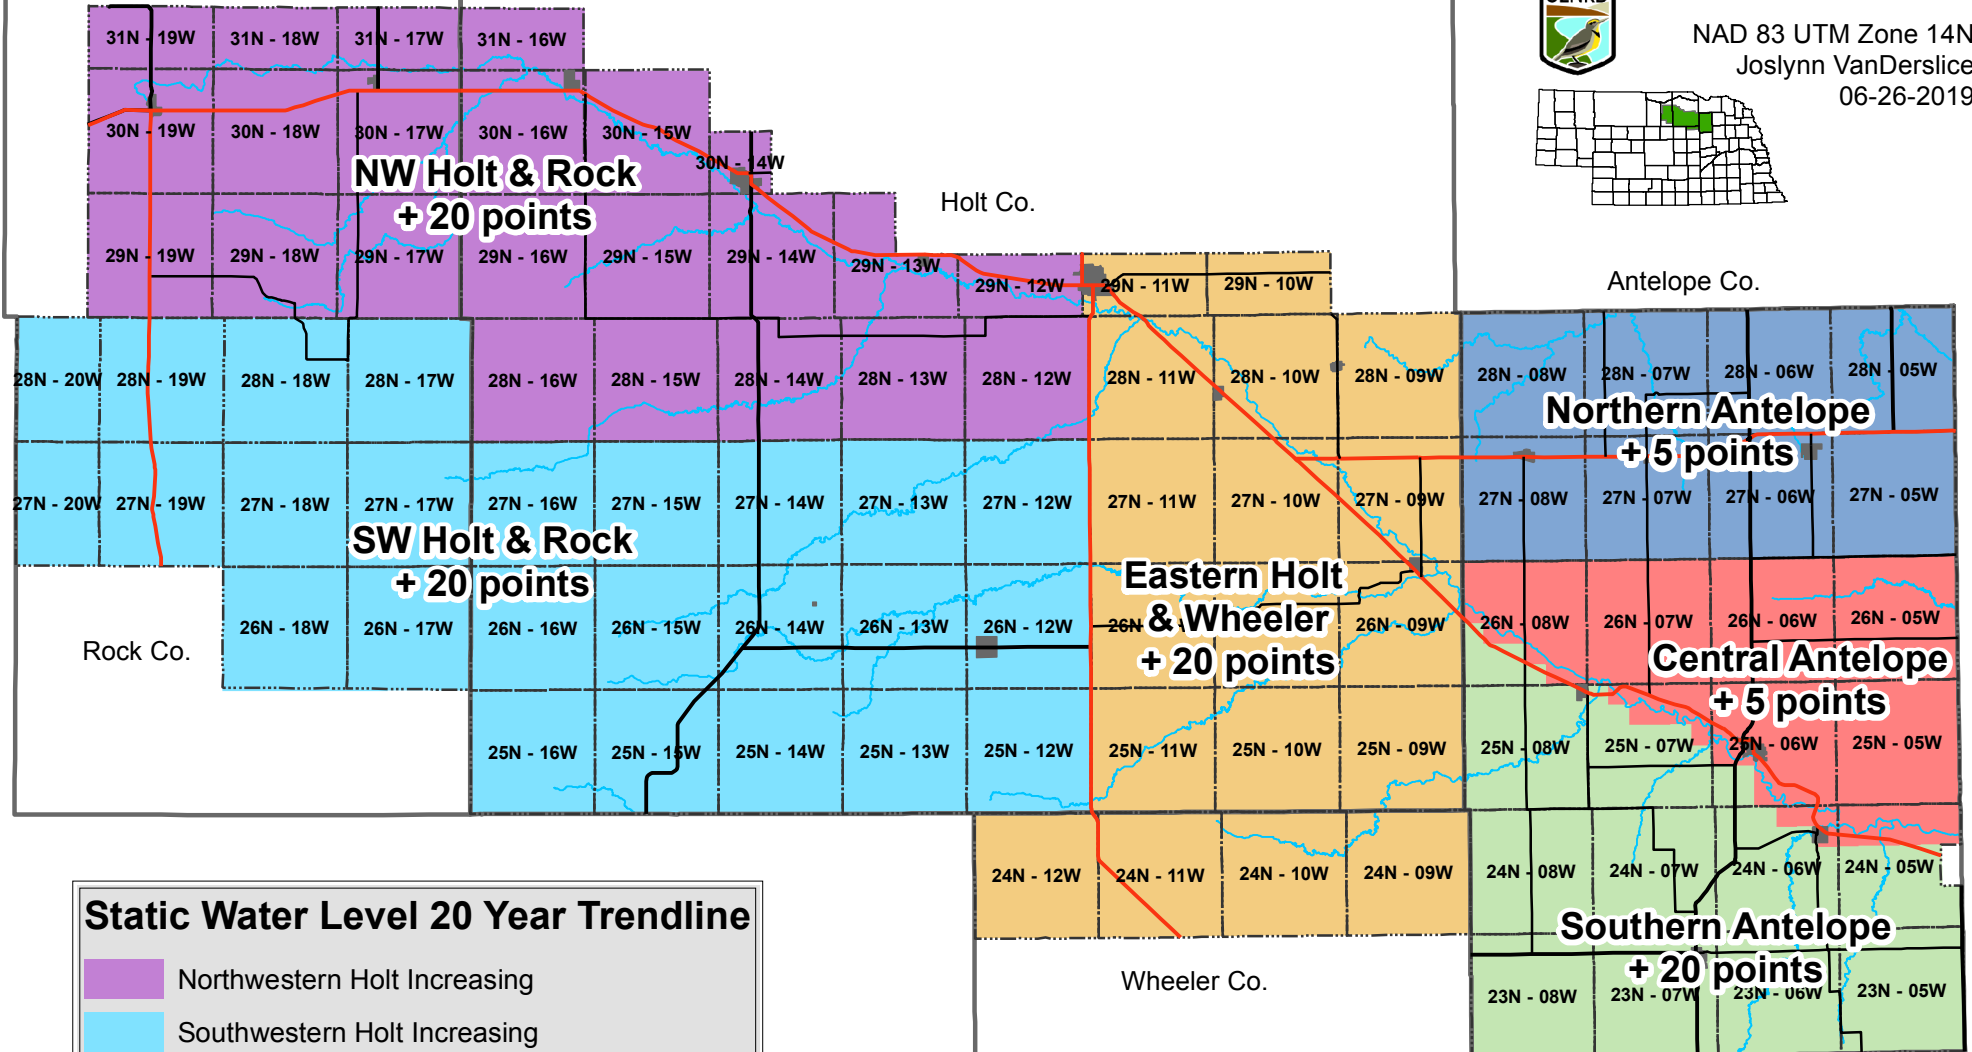 NAD 83 UTM Zone 14N
Joslynn VanDerslice
06-26-2019
31N - 19W
31N - 18W
31N - 17W
31N - 16W
30N - 19W
30N - 18W
30N - 17W
30N - 16W
30N - 15W
30N - 14W
NW Holt & Rock
+ 20 points
Holt Co.
29N - 19W
29N - 18W
29N - 17W
29N - 16W
29N - 15W
29N - 14W
29N - 13W
29N - 12W
29N - 11W
29N - 10W
Antelope Co.
28N - 20W
28N - 19W
28N - 18W
28N - 17W
28N - 16W
28N - 15W
28N - 14W
28N - 13W
28N - 12W
28N - 11W
28N - 10W
28N - 09W
28N - 08W
28N - 07W
28N - 06W
28N - 05W
Northern Antelope
+ 5 points
27N - 20W
27N - 19W
27N - 18W
27N - 17W
27N - 16W
27N - 15W
27N - 14W
27N - 13W
27N - 12W
27N - 11W
27N - 10W
27N - 09W
27N - 08W
27N - 07W
27N - 06W
27N - 05W
SW Holt & Rock
+ 20 points
Eastern Holt
& Wheeler
+ 20 points
Rock Co.
26N - 18W
26N - 17W
26N - 16W
26N - 15W
26N - 14W
26N - 13W
26N - 12W
26N
26N - 09W
26N - 08W
26N - 07W
26N - 06W
26N - 05W
Central Antelope
+ 5 points
25N - 16W
25N - 15W
25N - 14W
25N - 13W
25N - 12W
25N - 11W
25N - 10W
25N - 09W
25N - 08W
25N - 07W
25N - 06W
25N - 05W
24N - 12W
24N - 11W
24N - 10W
24N - 09W
24N - 08W
24N - 07W
24N - 06W
24N - 05W
Southern Antelope
+ 20 points
23N - 08W
23N - 07W
23N - 06W
23N - 05W
Wheeler Co.
Static Water Level 20 Year Trendline
Northwestern Holt Increasing
Southwestern Holt Increasing